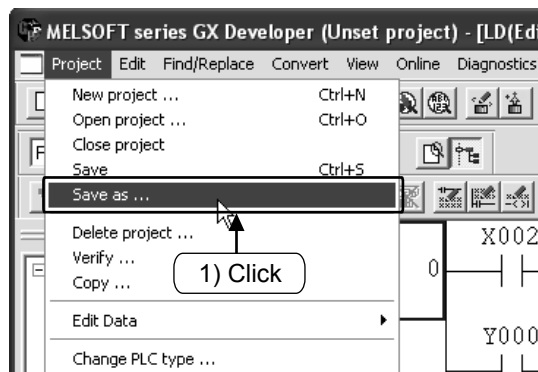 MELSOFT series GX Developer (Unset project) - [LD(Edi
Project Edit Find/Replace Convert View Online Diagnostics
New project ... Ctrl+N
Open project ... Ctrl+O
Close project
Save Ctrl+S
Save as ...
Delete project ...
Verify ...
Copy ...
Edit Data
Change PLC type ...
1) Click
0
X002
Y000